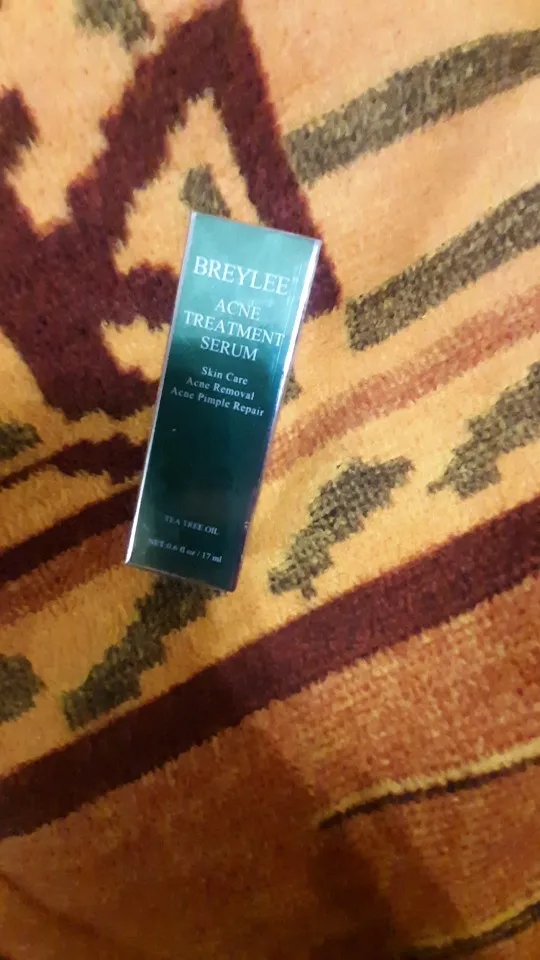 BREYLEE
ACNE
TREATMENT
SERUM
Skin Care
Acne Removal
Acne Pimple Repair
TEA TREE OIL
NET:0.6 fl oz / 17 ml